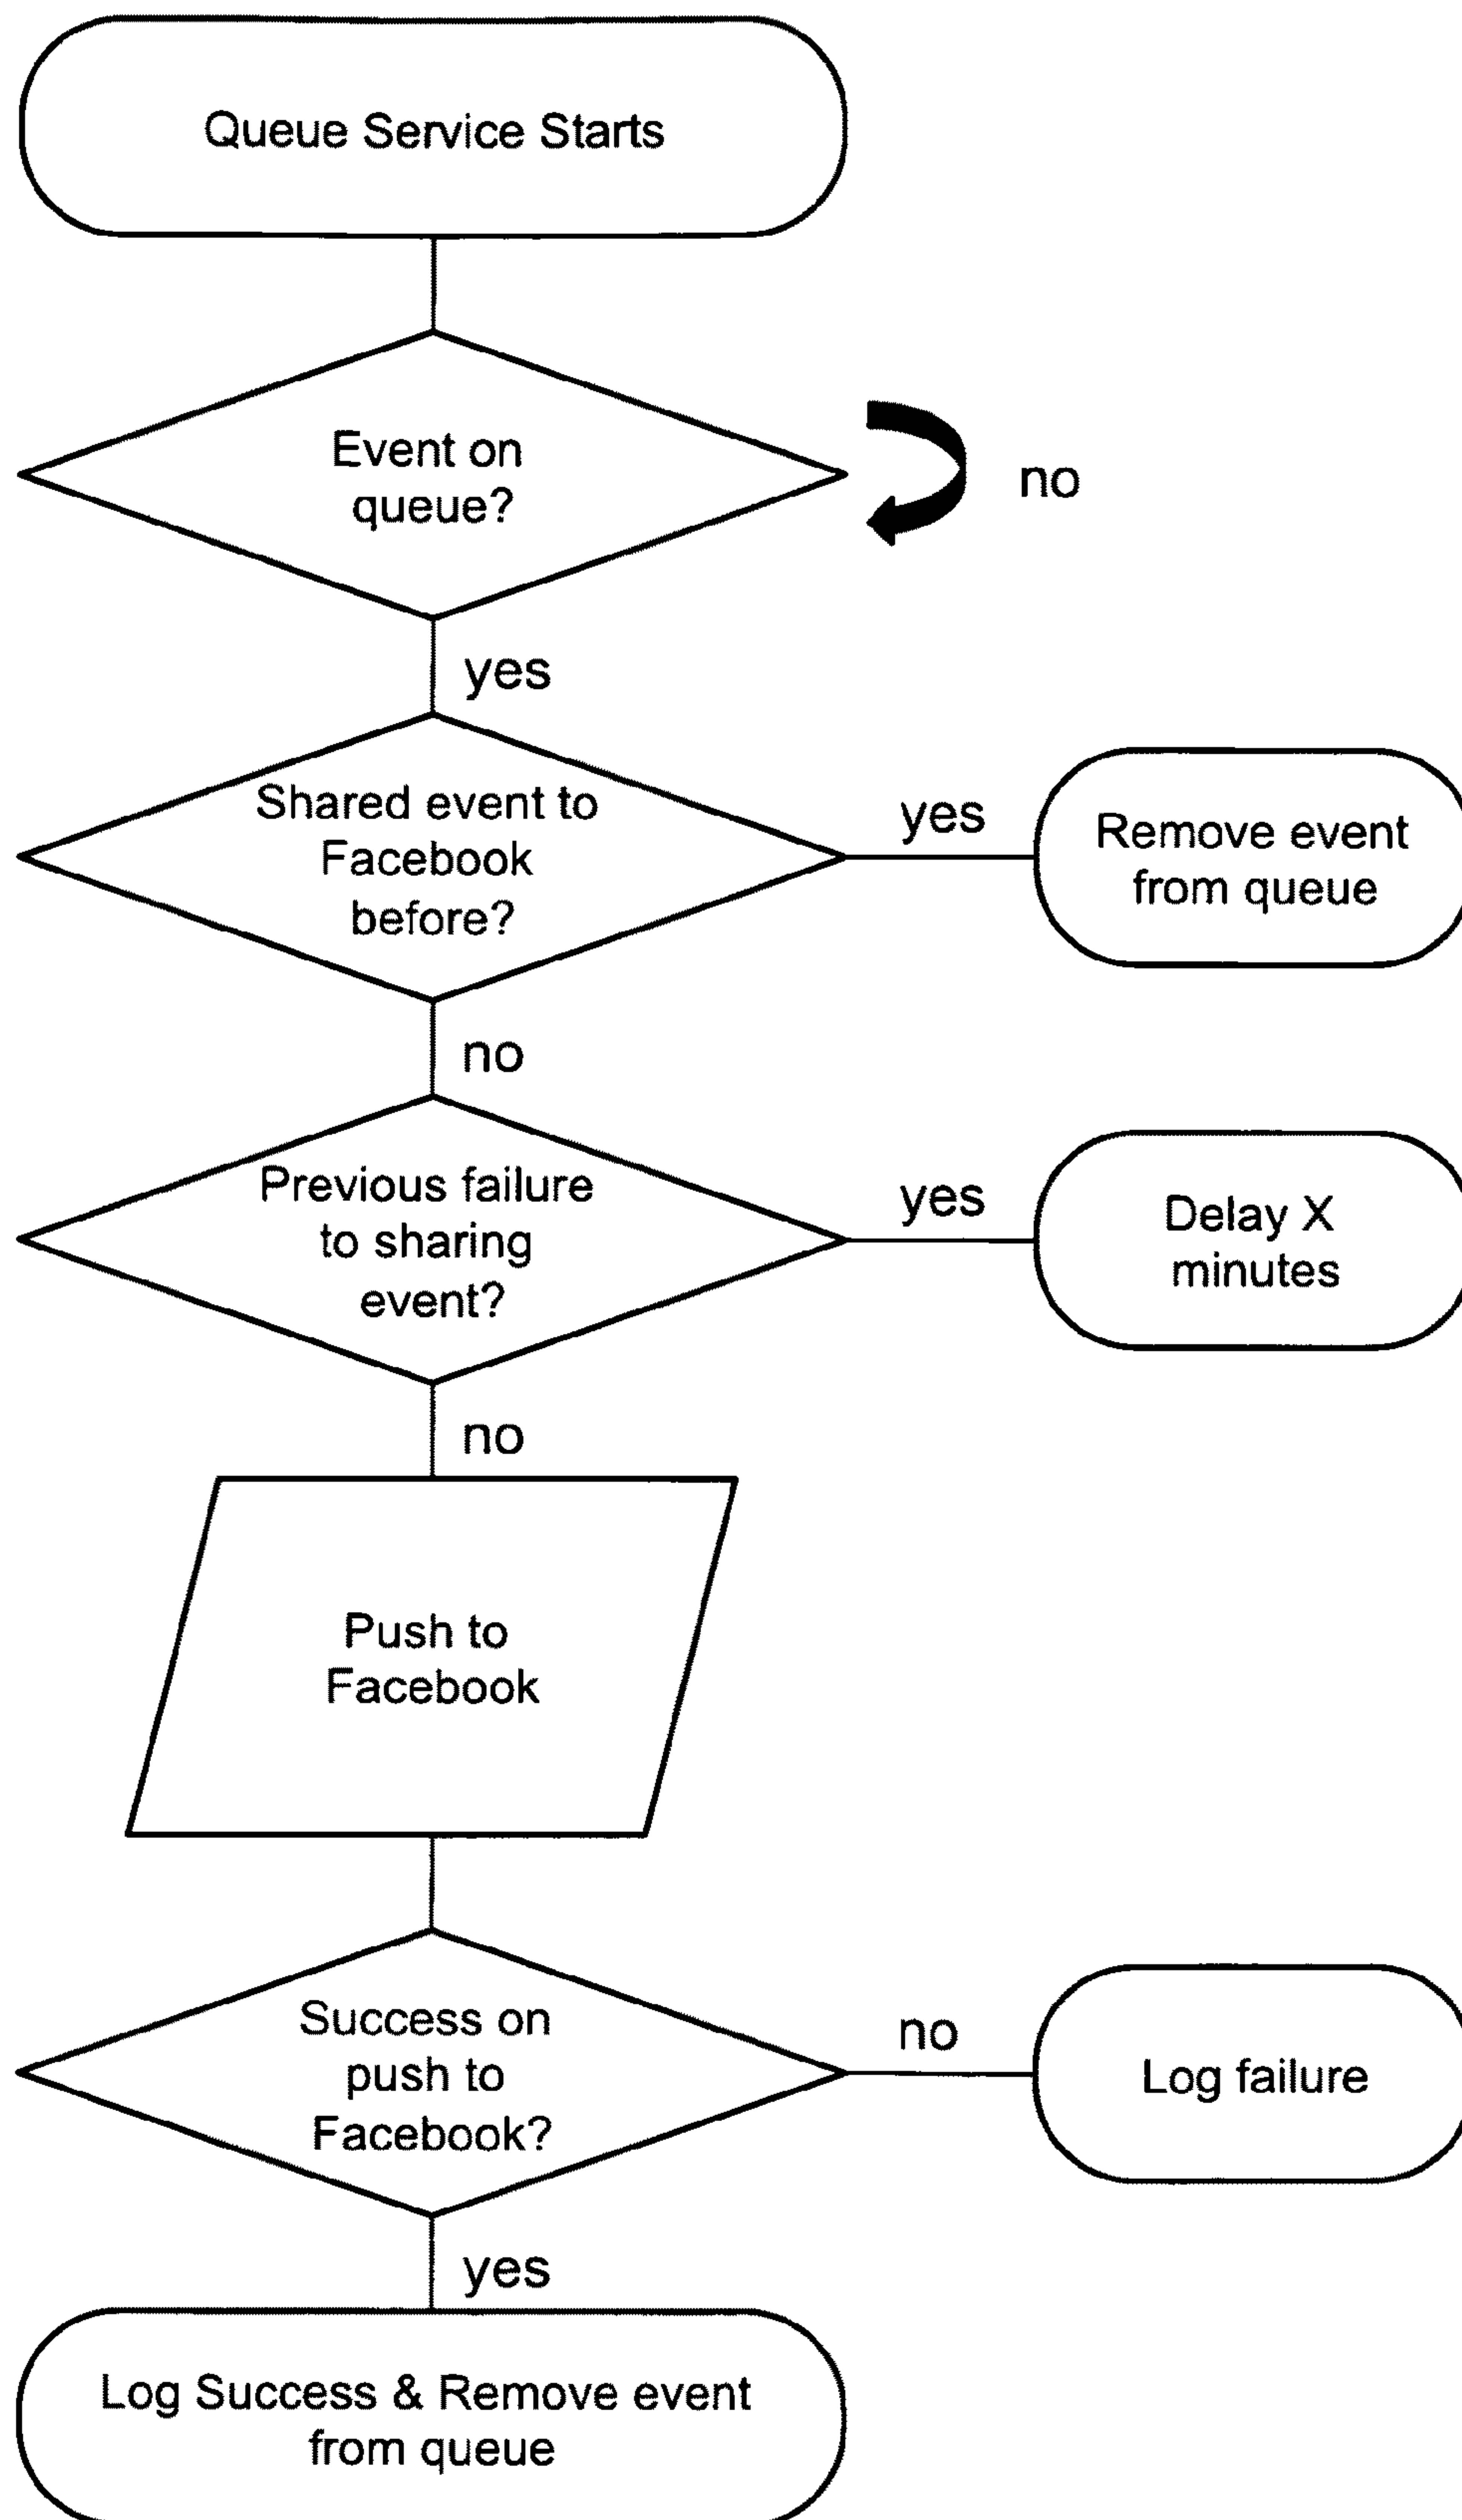 Queue Service Starts
Event on
queue?
no
yes
Shared event to
Facebook
before?
yes
Remove event
from queue
no
Previous failure
to sharing
event?
yes
Delay X
minutes
no
Push to
Facebook
Success on
push to
Facebook?
no
Log failure
yes
Log Success & Remove event
from queue